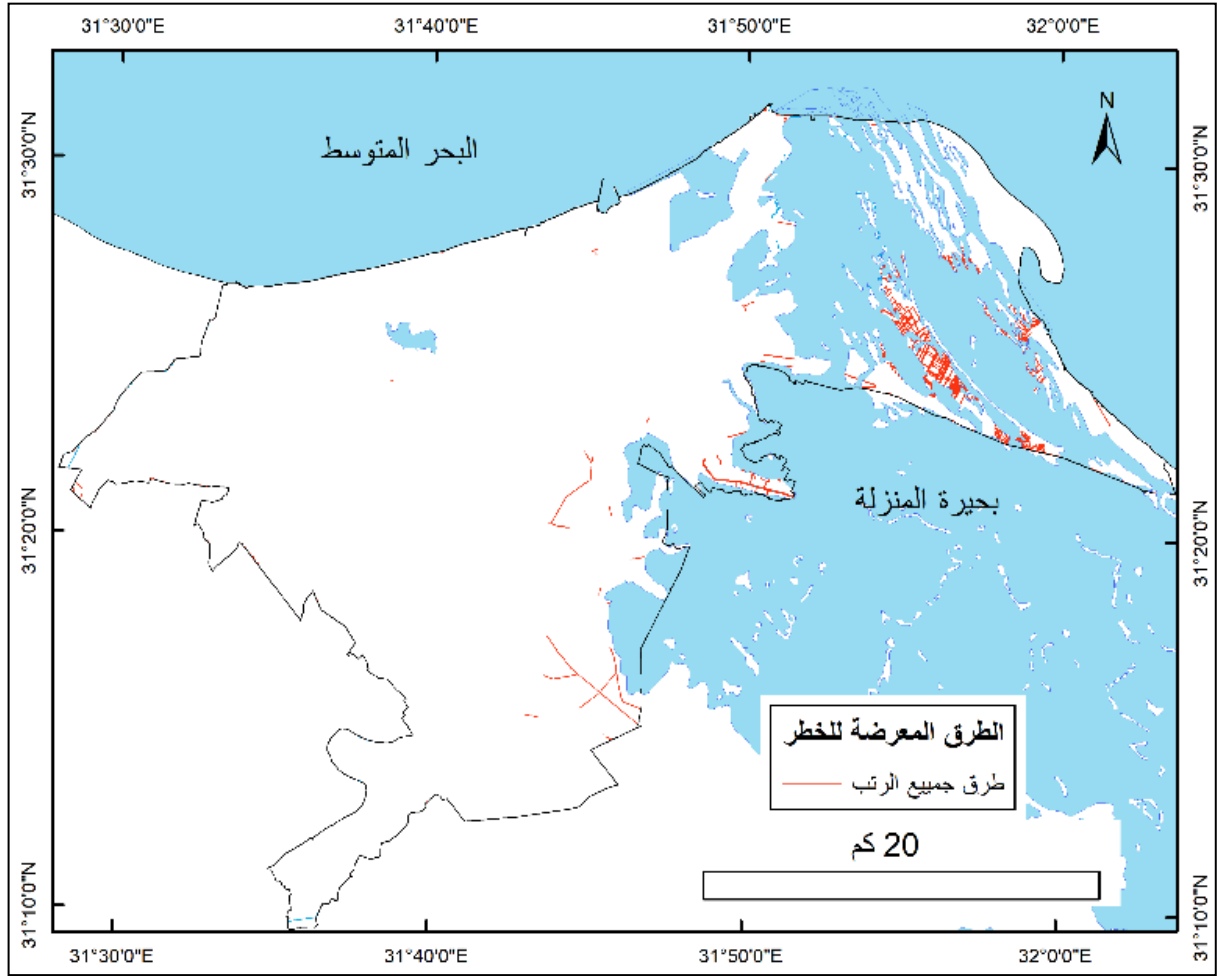 31°30'0"E 31°40'0"E 31°50'0"E 32°0'0"E
N
31°30'0"N
31°30'0"N
البحر المتوسط
بحيرة المنزلة
31°20'0"N
31°20'0"N
الطرق المعرضة للخطر
طرق جمييع الرتب
20 كم
31°10'0"N
31°10'0"N
31°30'0"E 31°40'0"E 31°50'0"E 32°0'0"E